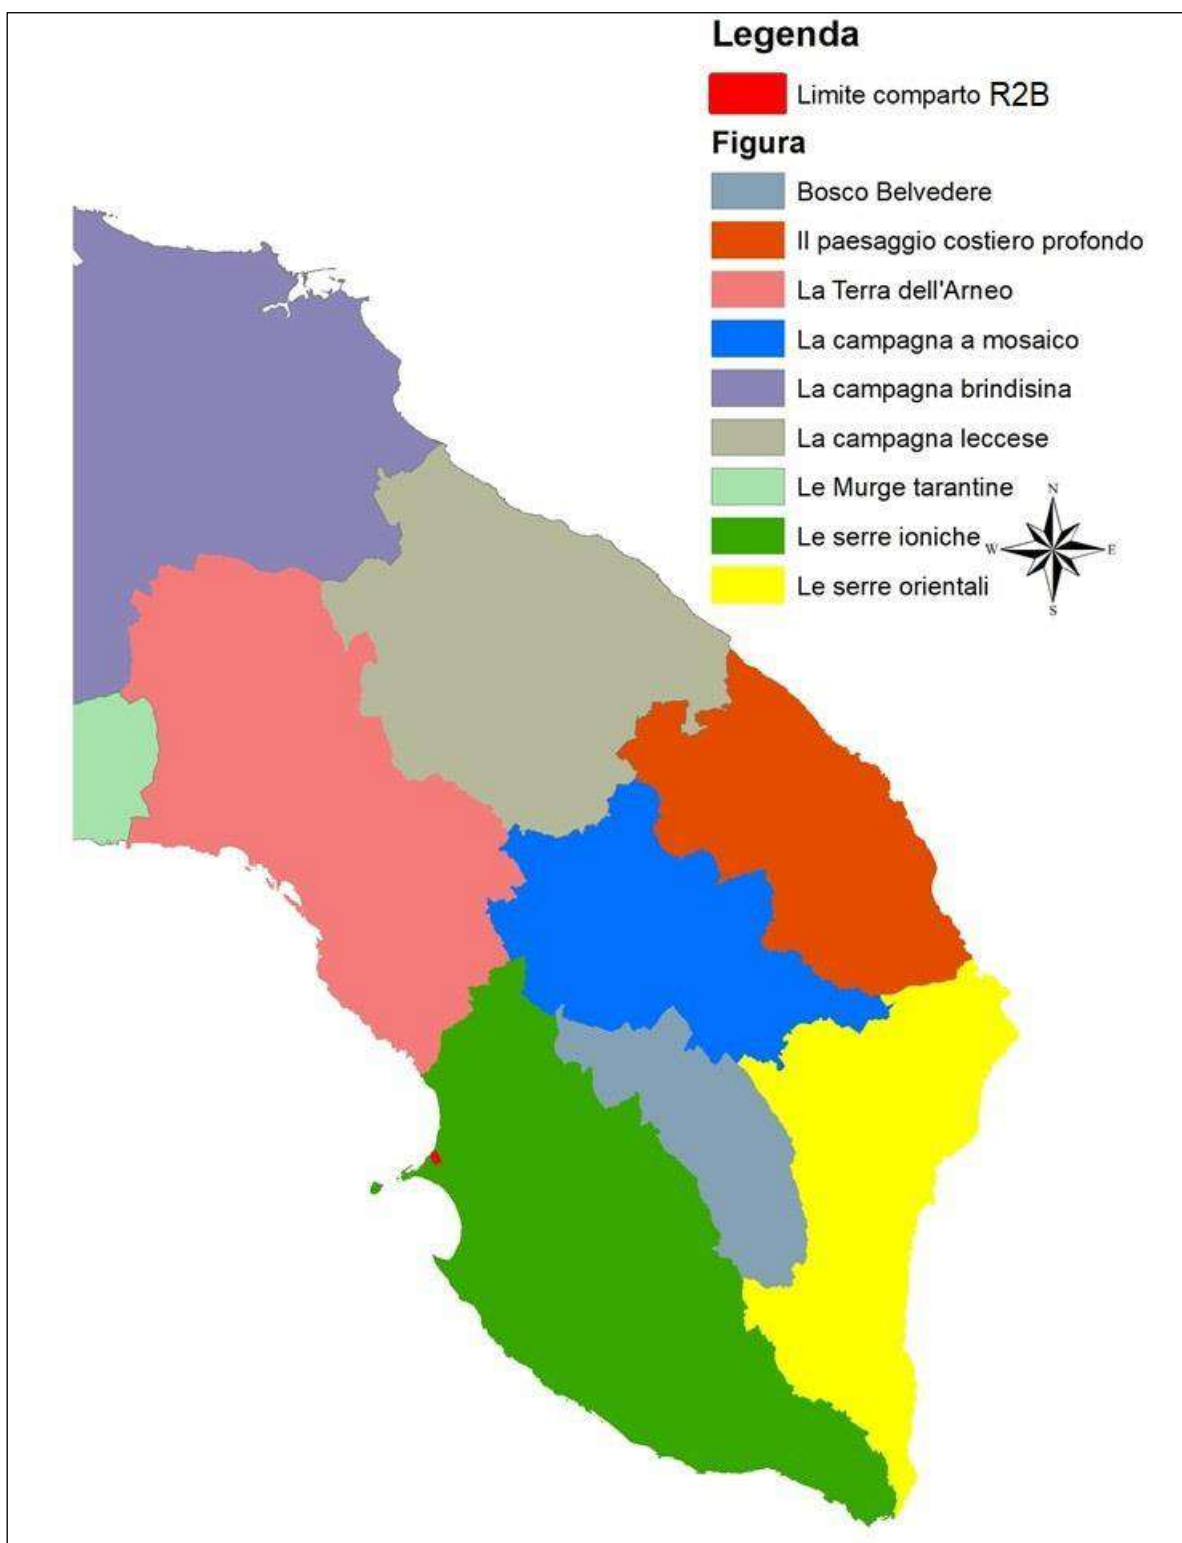 Legenda
Limite comparto R2B
Figura
Bosco Belvedere
Il paesaggio costiero profondo
La Terra dell'Arneo
La campagna a mosaico
La campagna brindisina
La campagna leccese
Le Murge tarantine
N
Le serre ioniche
W
E
Le serre orientali
S